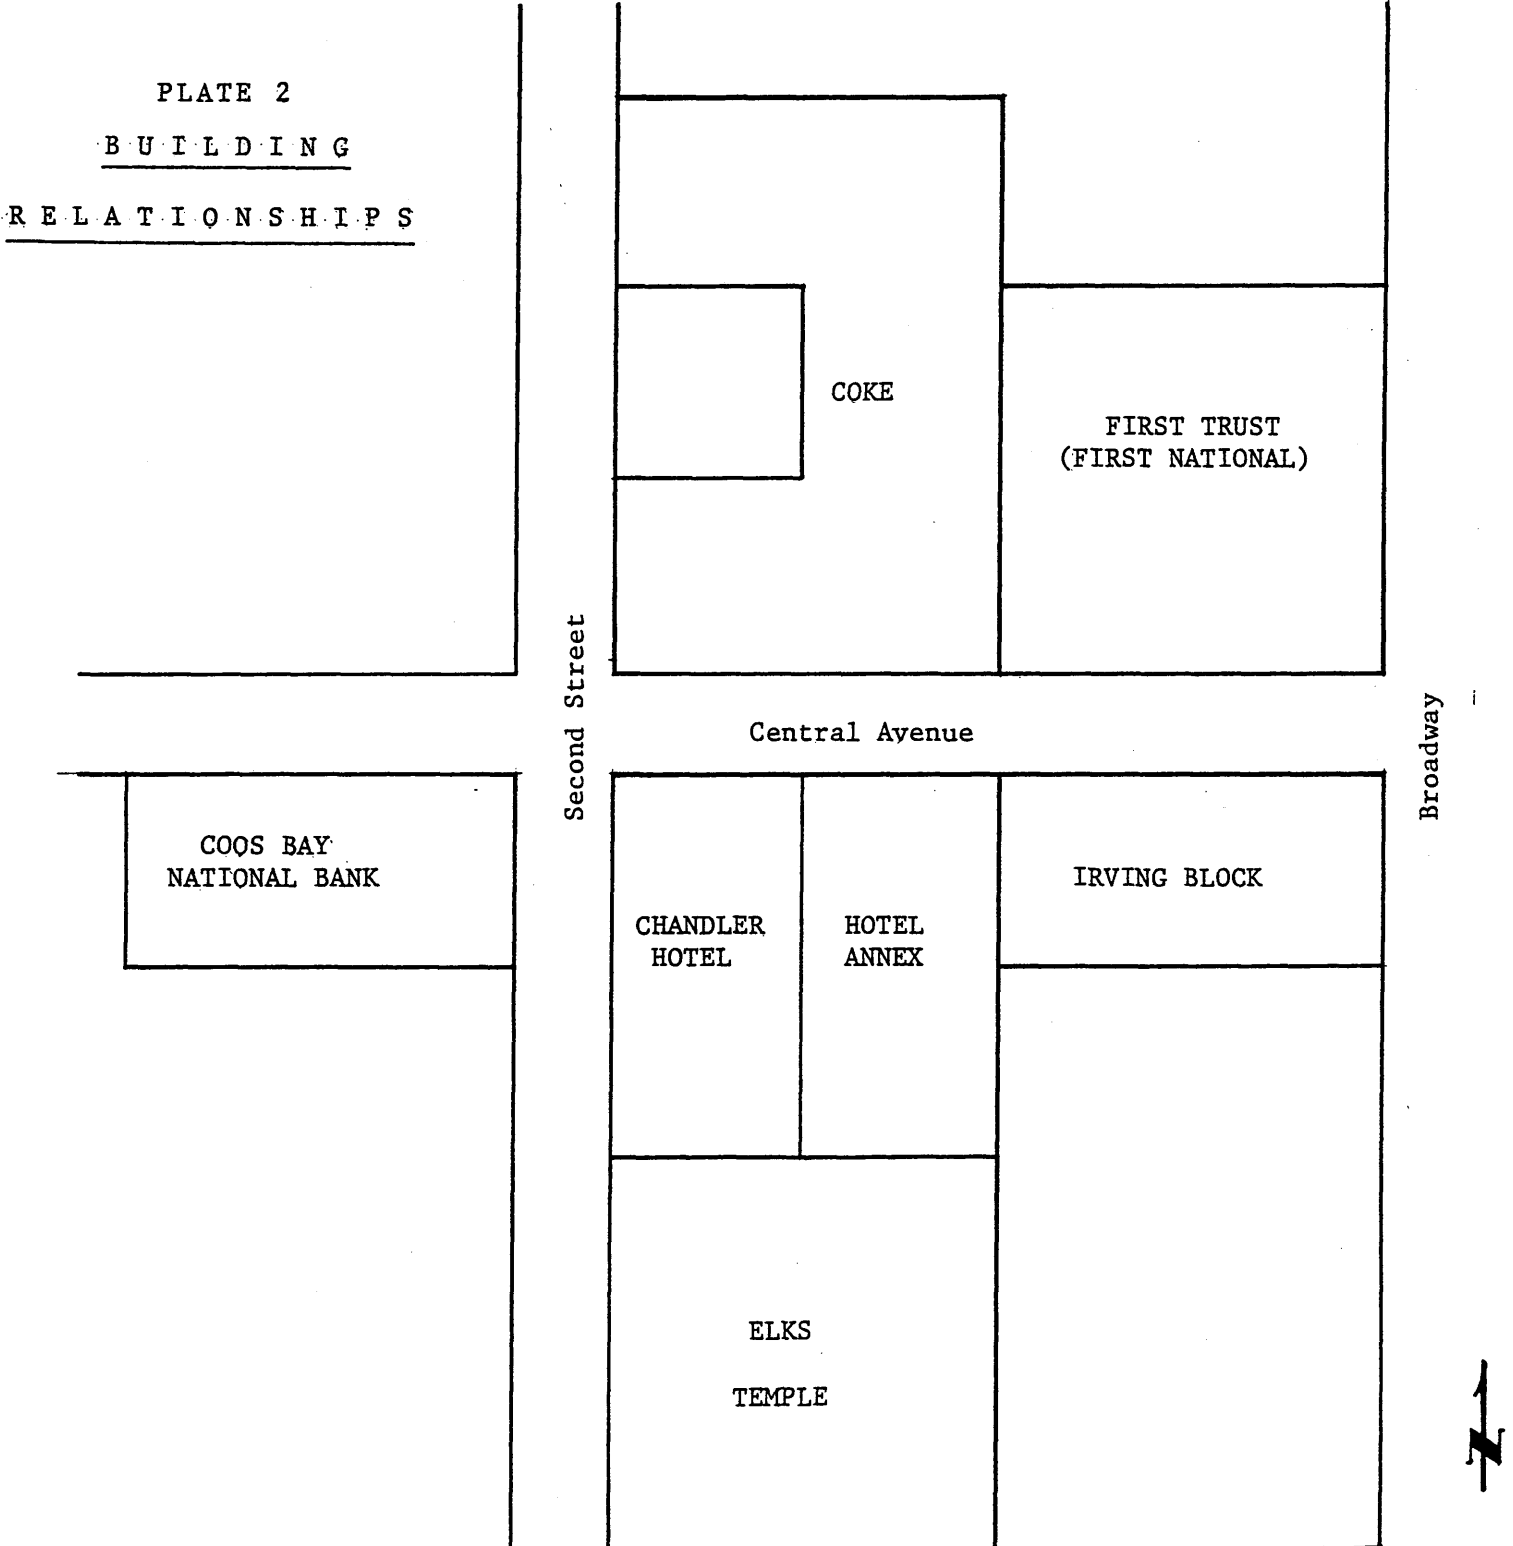 PLATE 2
BUILDING
RELATIONSHIPS
COKE
FIRST TRUST
(FIRST NATIONAL)
Second Street
Central Avenue
Broadway
COOS BAY
NATIONAL BANK
CHANDLER
HOTEL
HOTEL
ANNEX
IRVING BLOCK
ELKS
TEMPLE
N